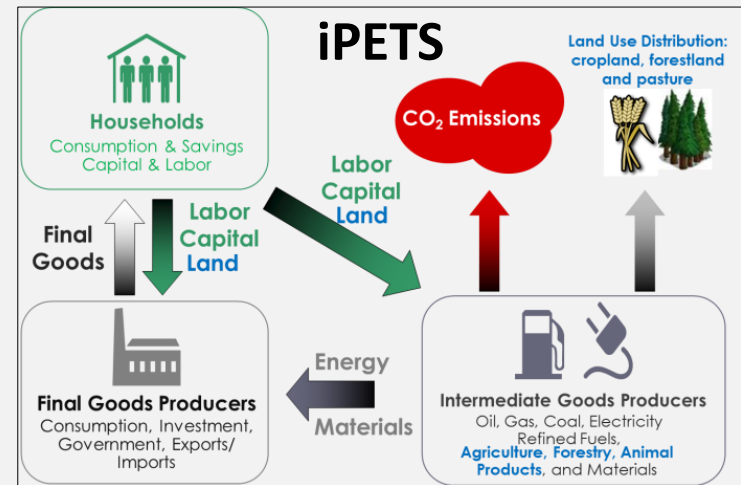 iPETS
Households
Consumption & Savings
Capital & Labor
CO₂ Emissions
Land Use Distribution:
cropland, forestland
and pasture
Labor
Capital
Land
Final
Goods
Labor
Capital
Land
Final Goods Producers
Consumption, Investment,
Government, Exports/
Imports
Energy
Materials
Intermediate Goods Producers
Oil, Gas, Coal, Electricity
Refined Fuels,
Agriculture, Forestry, Animal
Products, and Materials